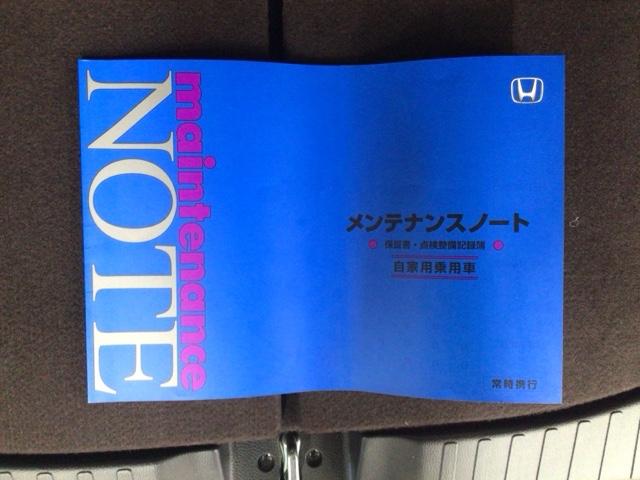 maintenance
NOTE
メンテナンスノート
保証書・点検整備記録簿
自家用乗用車
常時携行